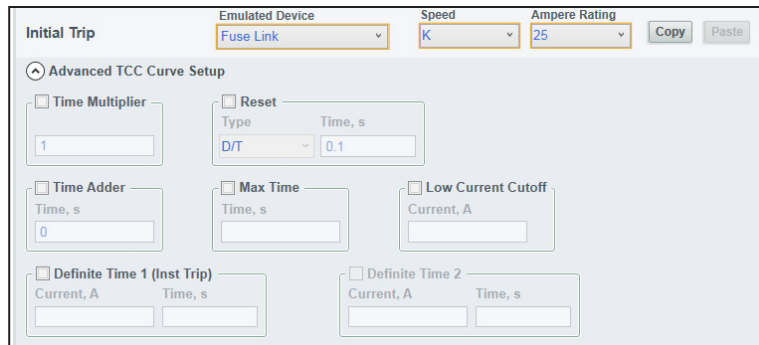 Emulated Device Speed Ampere Rating
Initial Trip Fuse Link K 25 Copy Paste
Advanced TCC Curve Setup
Time Multiplier Reset
Type Time, s
1 D/T 0.1
Time Adder Max Time Low Current Cutoff
Time, s Time, s Current, A
0
Definite Time 1 (Inst Trip) Definite Time 2
Current, A Time, s Current, A Time, s